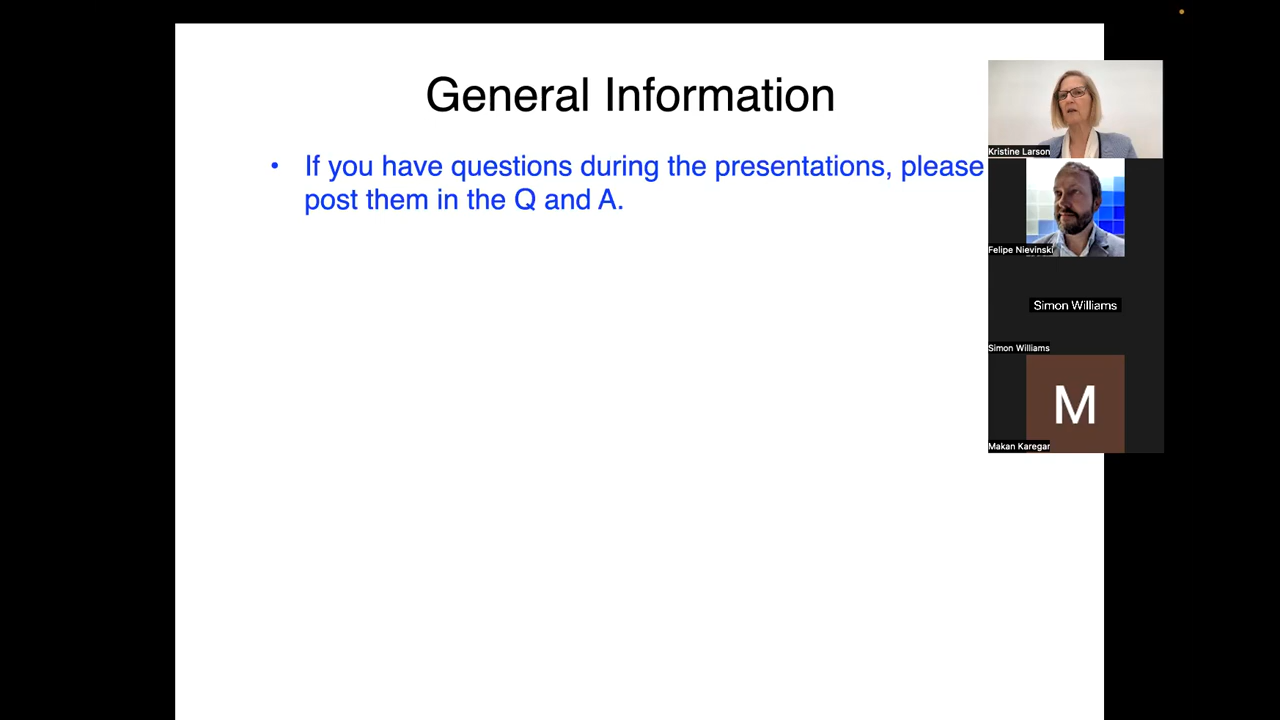 General Information
• If you have questions during the presentations, please
post them in the Q and A.
Kristine Larson
Felipe Nievinski
Simon Williams
Simon Williams
M
Makan Karegar